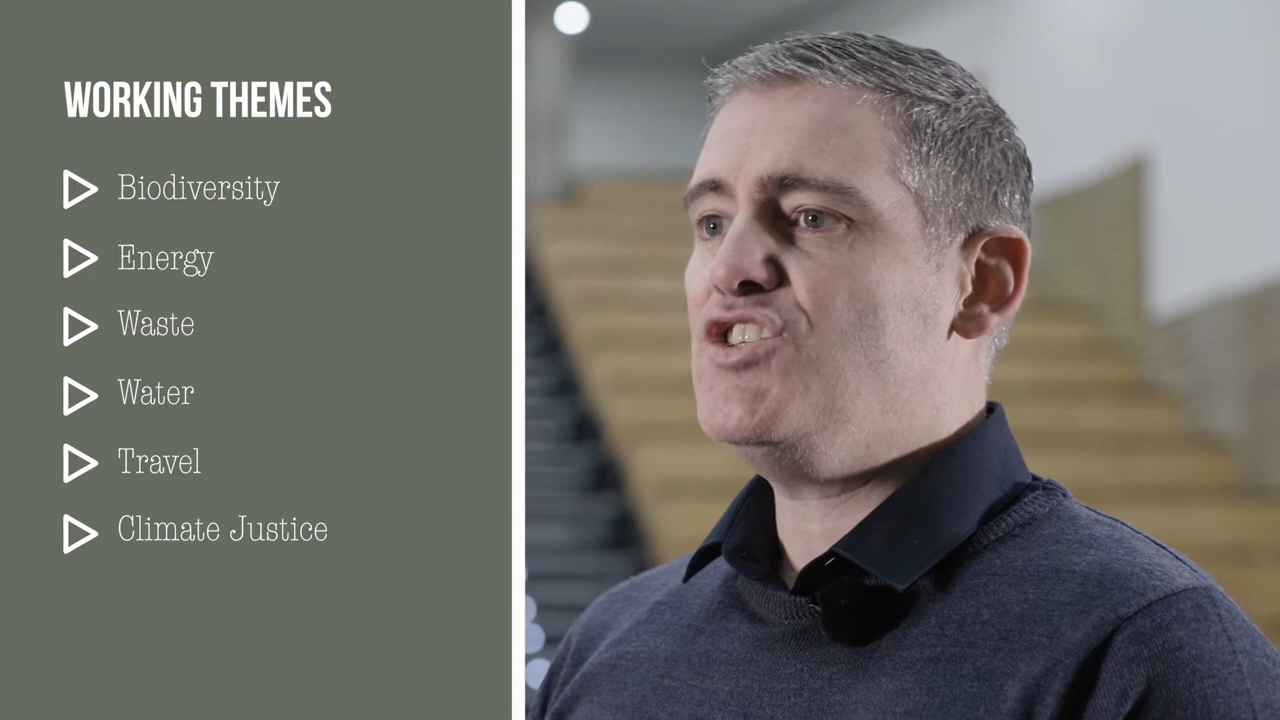 WORKING THEMES
Biodiversity
Energy
Waste
Water
Travel
Climate Justice